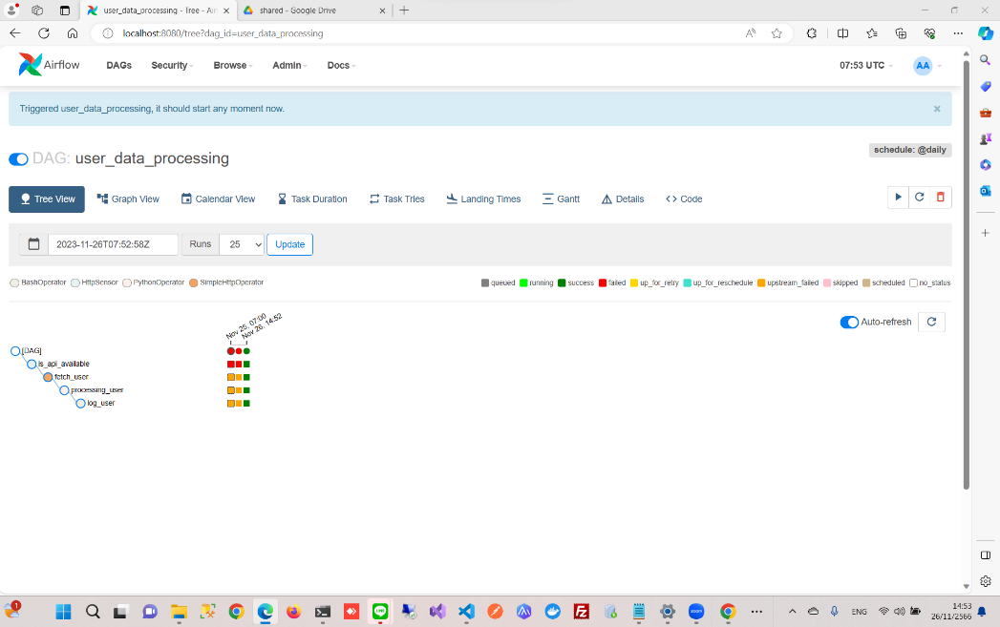 user_data_processing - Tree - Air
shared - Google Drive
localhost:8080/tree?dag_id=user_data_processing
Airflow
DAGs
Security
Browse
Admin
Docs
07:53 UTC
AA
Triggered user_data_processing, it should start any moment now.
×
DAG: user_data_processing
schedule: @daily
Tree View
Graph View
Calendar View
Task Duration
Task Tries
Landing Times
Gantt
Details
<> Code
2023-11-26T07:52:58Z
Runs
25
Update
BashOperator
HttpSensor
PythonOperator
SimpleHttpOperator
queued
running
success
failed
up_for_retry
up_for_reschedule
upstream_failed
skipped
scheduled
no_status
Auto-refresh
Nov 25, 07:00
Nov 26, 14:52
[DAG]
is_api_available
fetch_user
processing_user
log_user
1
LINE
zoom
ENG
14:53
26/11/2566